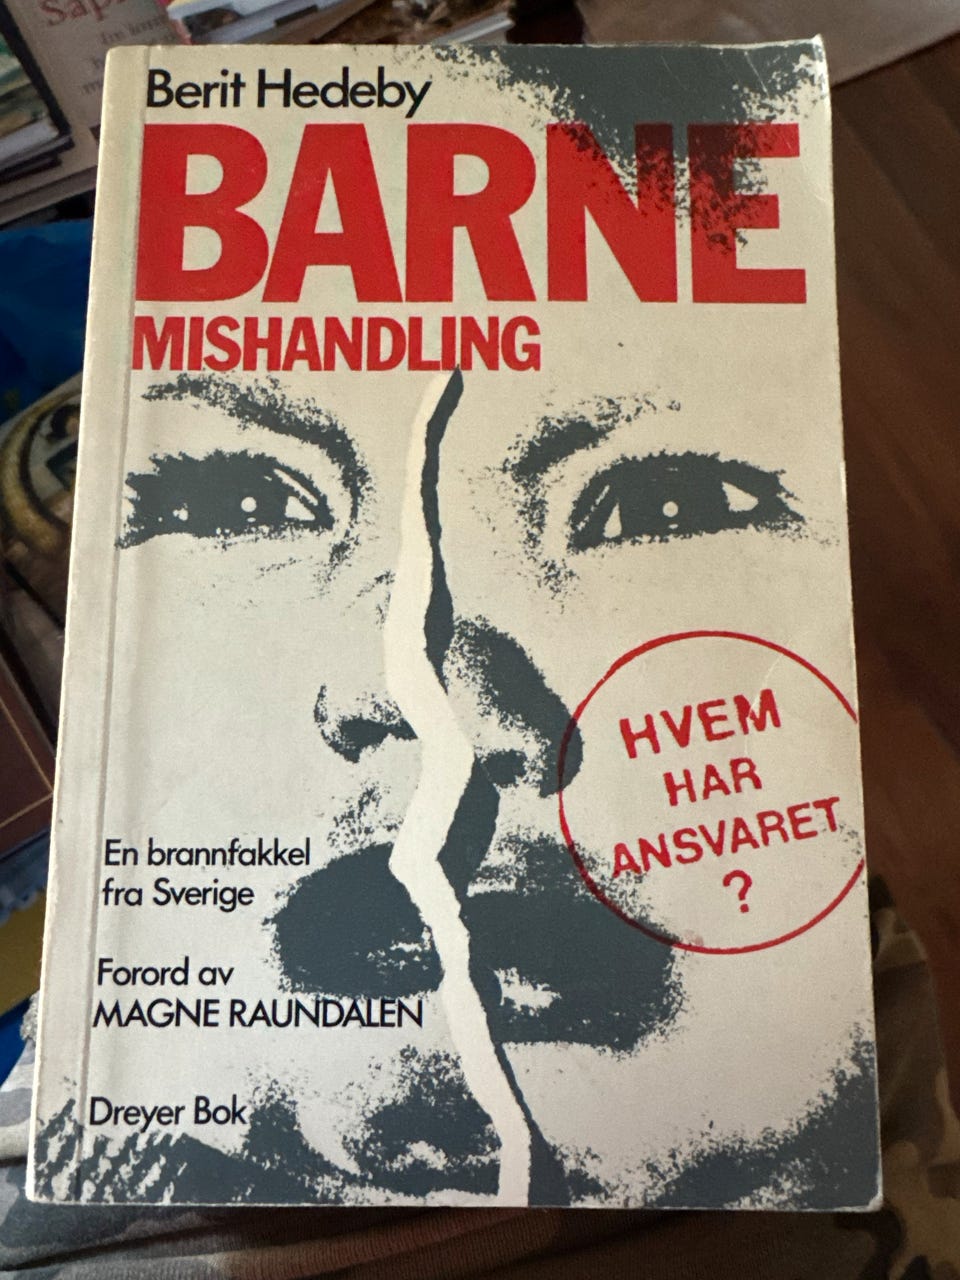 Berit Hedeby
BARNE
MISHANDLING
HVEM
HAR
ANSVARET
?
En brannfakkel
fra Sverige
Forord av
MAGNE RAUNDALEN
Dreyer Bok